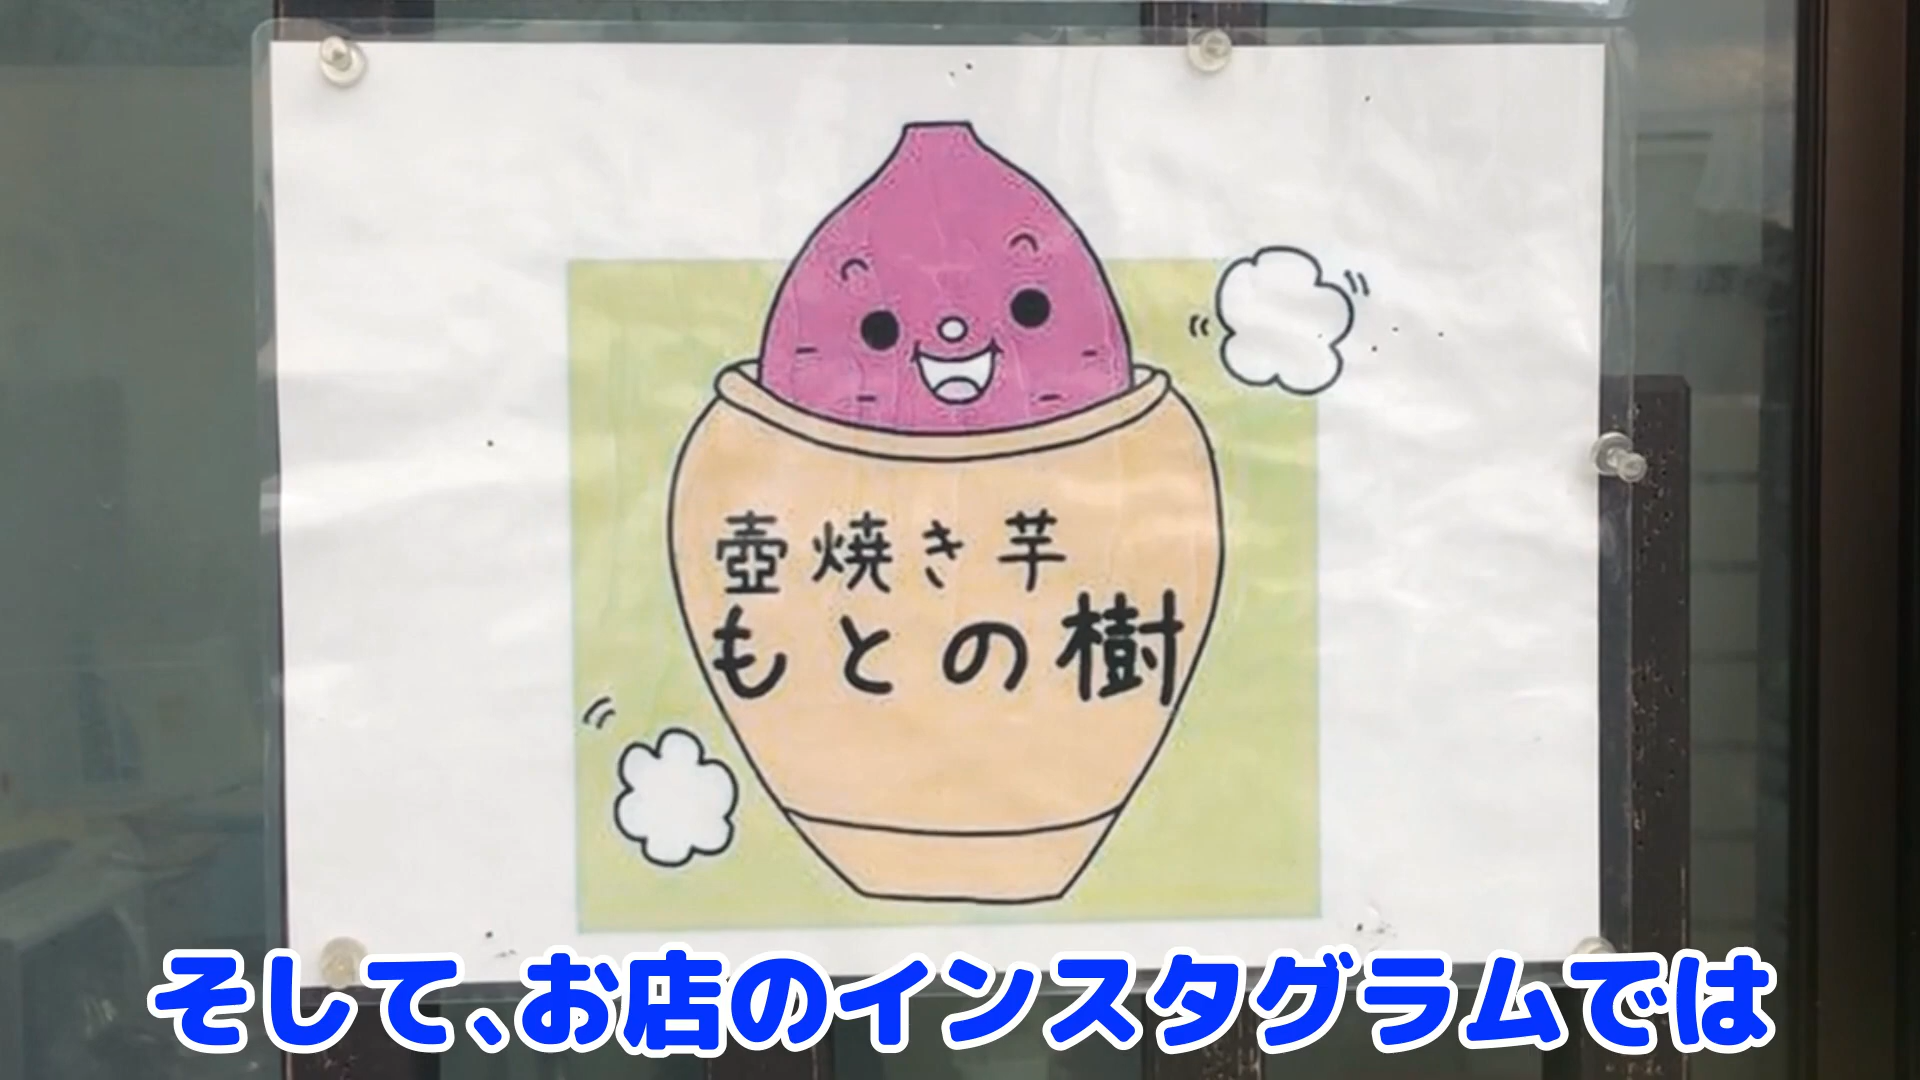 壺焼き芋
もとの樹
そして、お店のインスタグラムでは